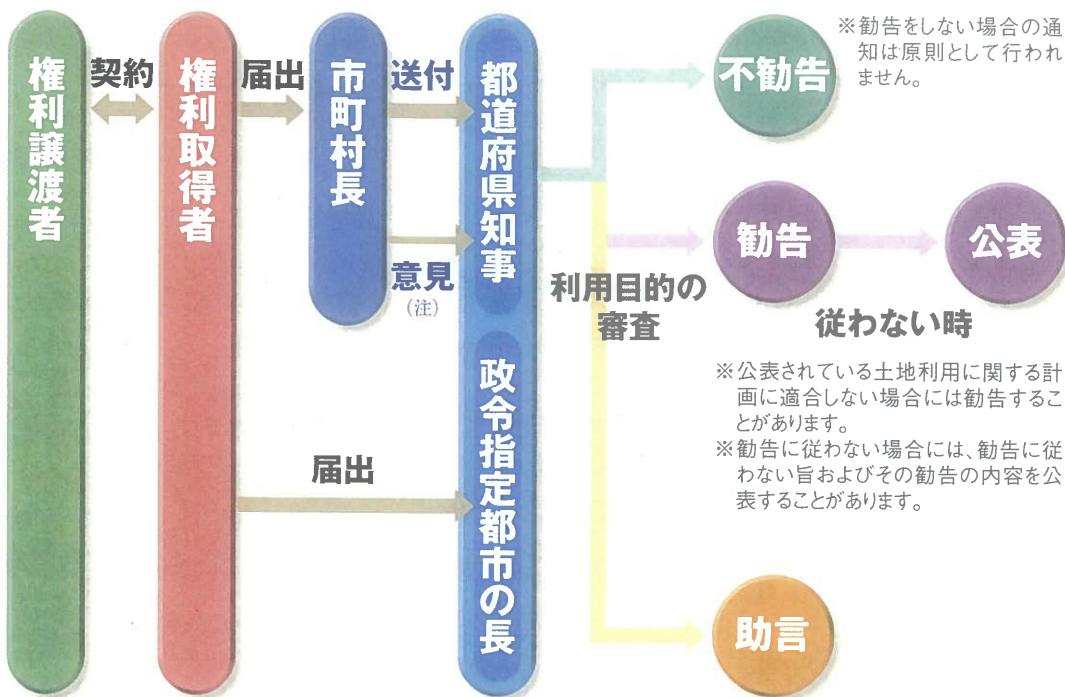 権利譲渡者
契約
権利取得者
届出
市町村長
送付
意見
（注）
都道府県知事
届出
政令指定都市の長
利用目的の
審査
不勧告
※勧告をしない場合の通
知は原則として行われ
ません。
勧告
公表
従わない時
※公表されている土地利用に関する計
画に適合しない場合には勧告するこ
とがあります。
※勧告に従わない場合には、勧告に従
わない旨およびその勧告の内容を公
表することがあります。
助言